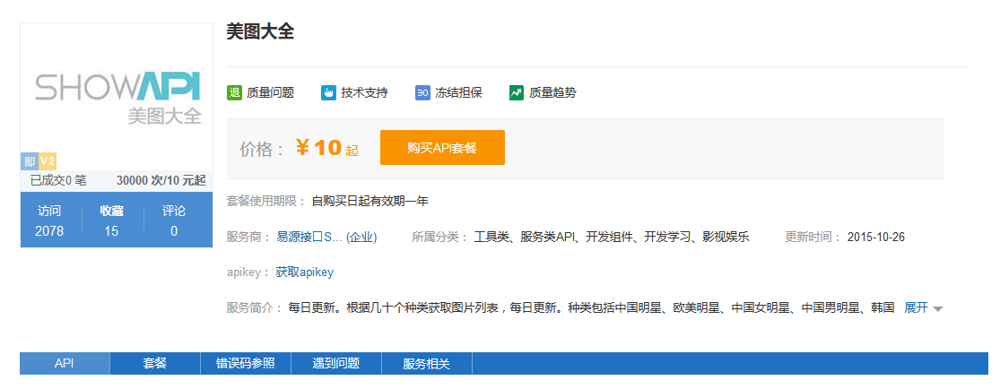 美图大全
SHOWAPI
美图大全
即 V2
已成交0 笔 30000 次/10 元起
访问 收藏 评论
2078 15 0
退 质量问题 技术支持 30 冻结担保 质量趋势
价格： ¥10 起 购买API套餐
套餐使用期限： 自购买日起有效期一年
服务商： 易源接口S... (企业) 所属分类： 工具类、服务类API、开发组件、开发学习、影视娱乐 更新时间： 2015-10-26
apikey： 获取apikey
服务简介： 每日更新。根据几十个种类获取图片列表，每日更新。种类包括中国明星、欧美明星、中国女明星、中国男明星、韩国 展开
API 套餐 错误码参照 遇到问题 服务相关